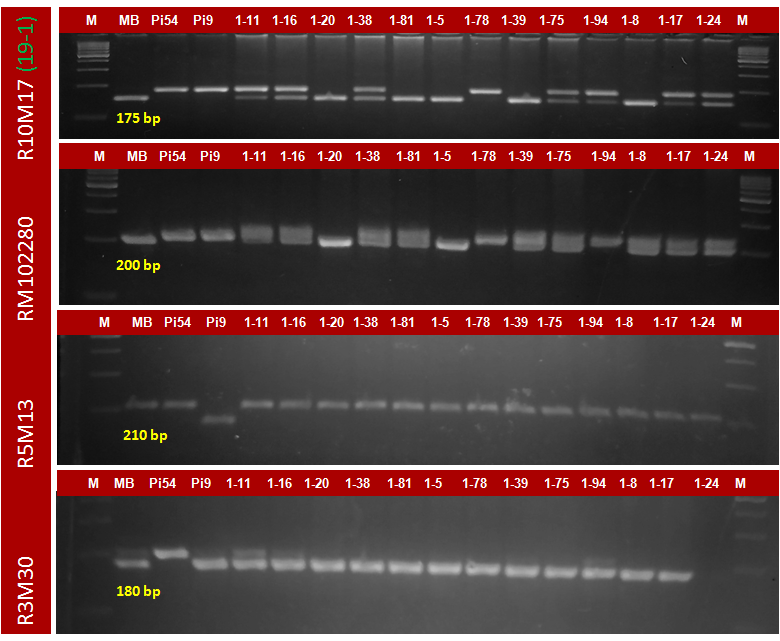 R10M17 (19-1)
M MB Pi54 Pi9 1-11 1-16 1-20 1-38 1-81 1-5 1-78 1-39 1-75 1-94 1-8 1-17 1-24 M
175 bp
RM102280
M MB Pi54 Pi9 1-11 1-16 1-20 1-38 1-81 1-5 1-78 1-39 1-75 1-94 1-8 1-17 1-24 M
200 bp
R5M13
M MB Pi54 Pi9 1-11 1-16 1-20 1-38 1-81 1-5 1-78 1-39 1-75 1-94 1-8 1-17 1-24 M
210 bp
R3M30
M MB Pi54 Pi9 1-11 1-16 1-20 1-38 1-81 1-5 1-78 1-39 1-75 1-94 1-8 1-17 1-24 M
180 bp